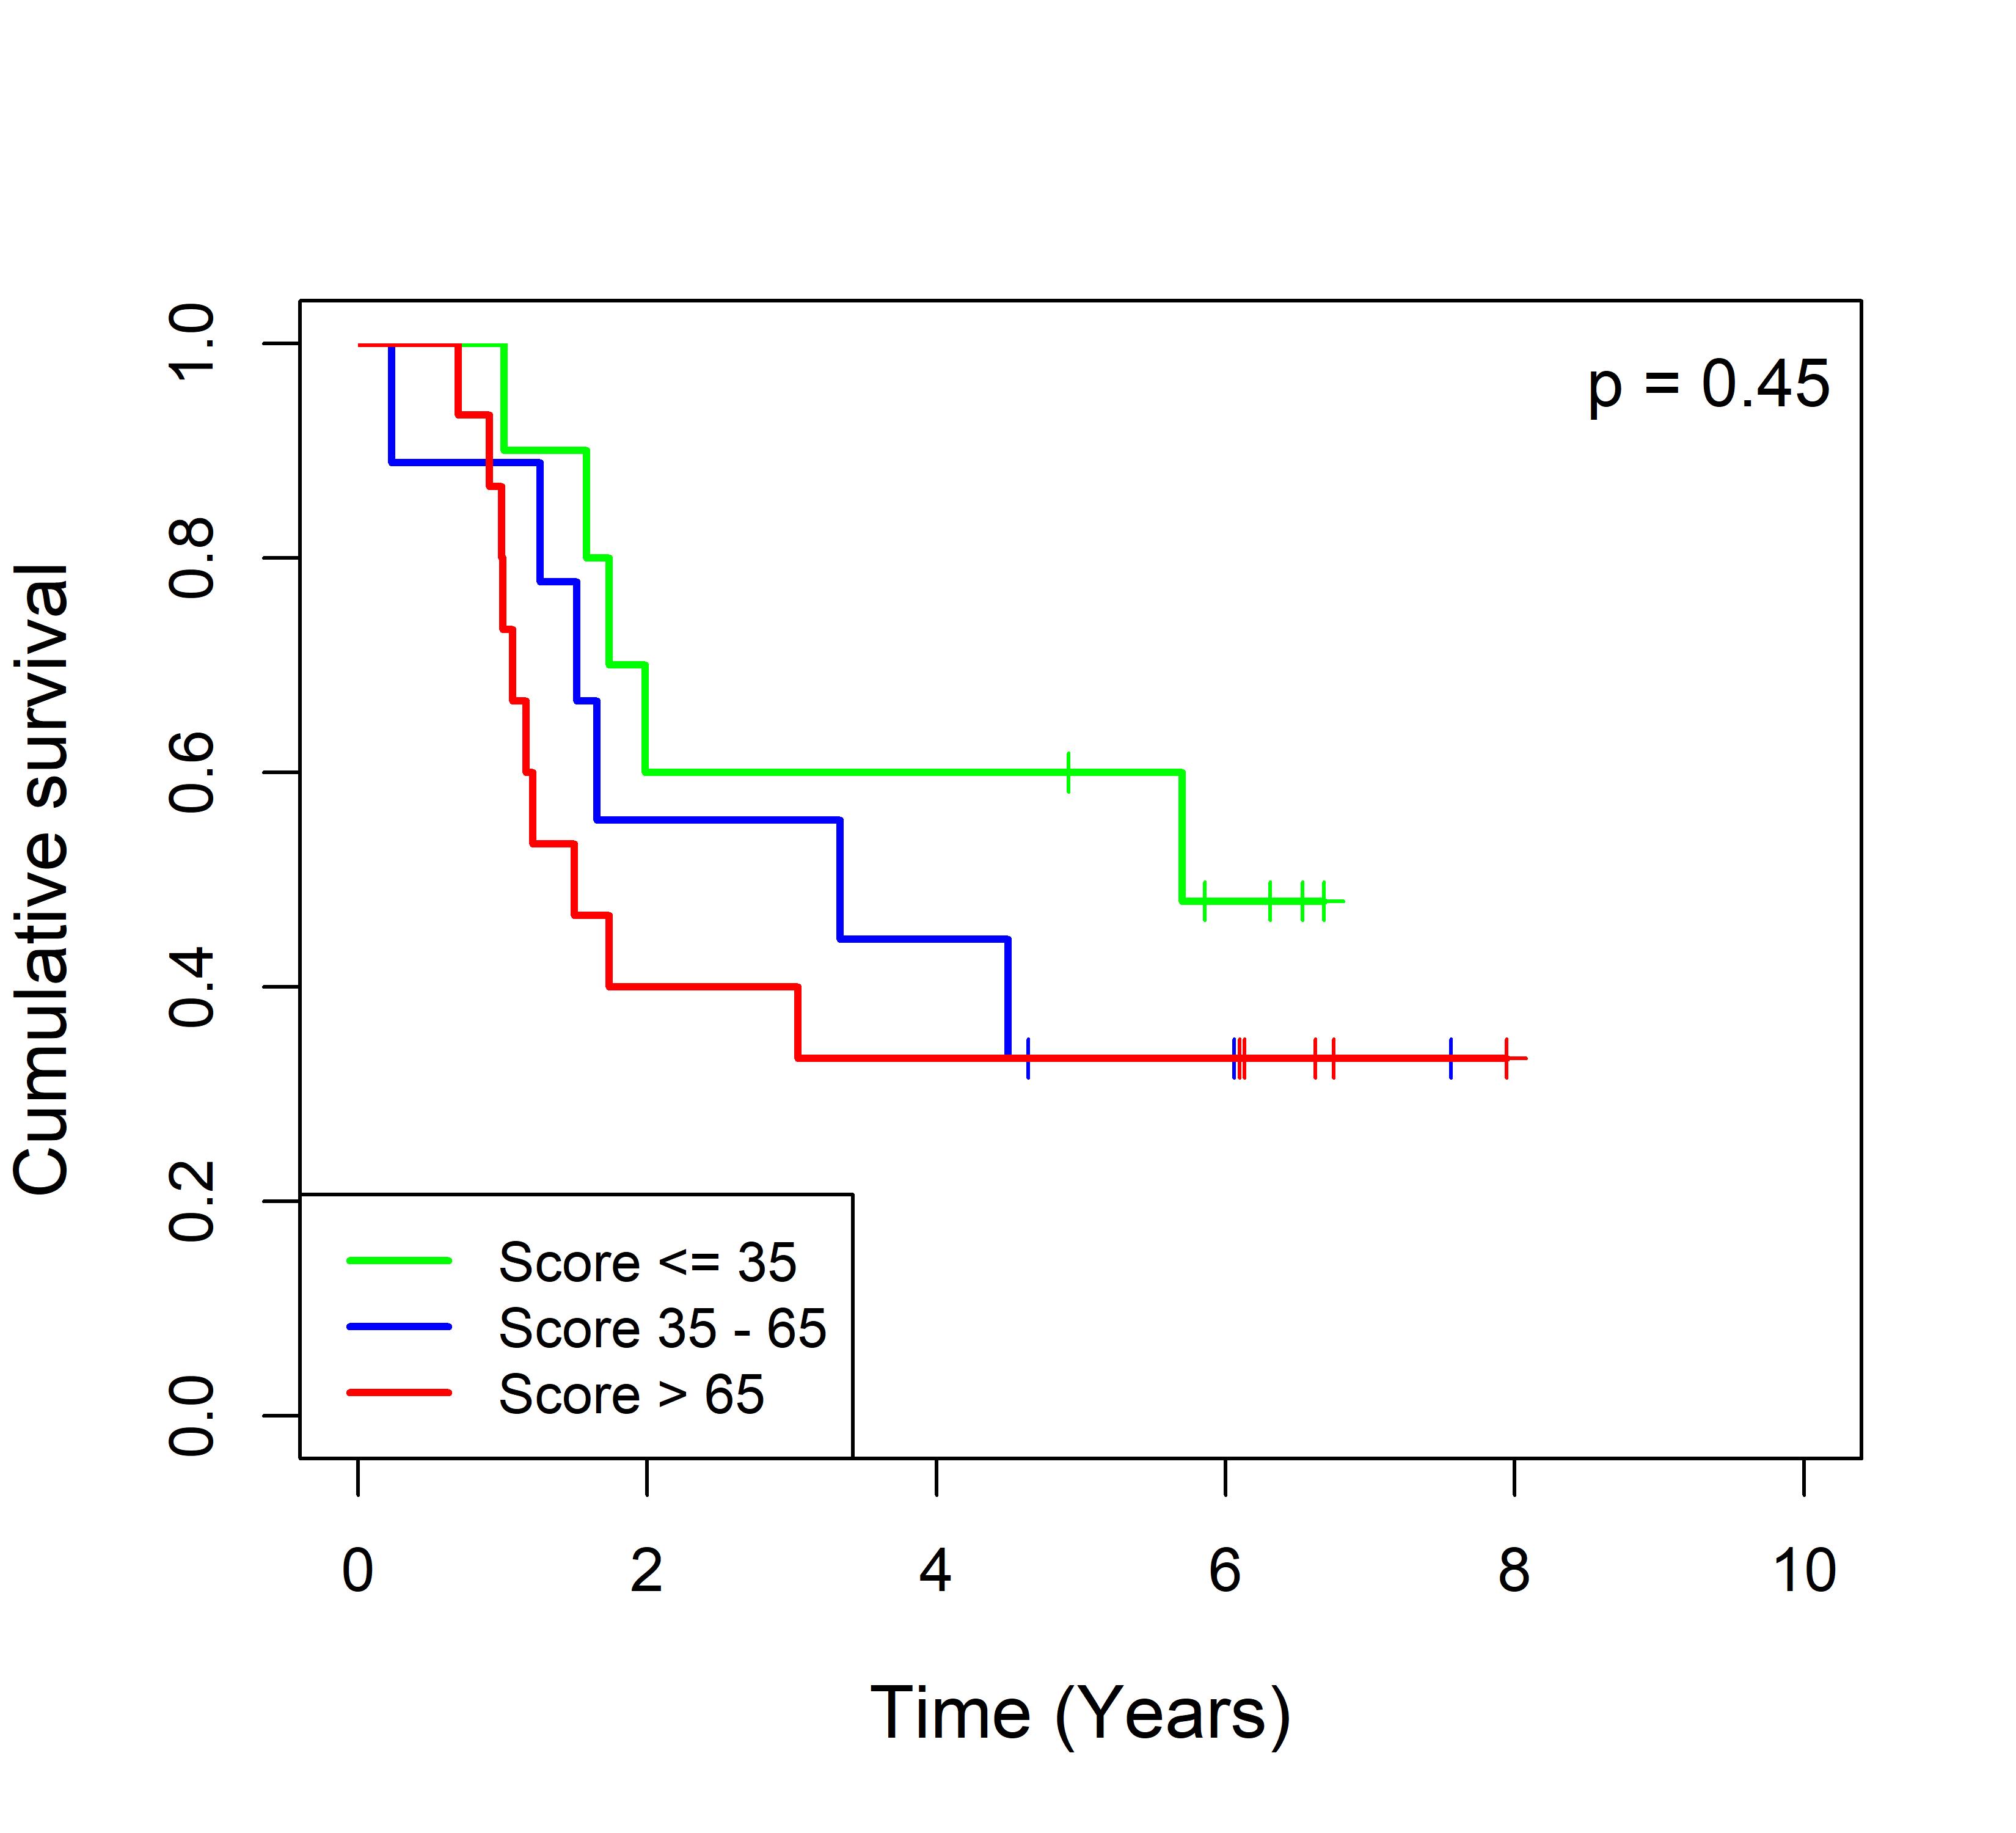 p = 0.45
Cumulative survival
1.0
0.8
0.6
0.4
0.2
0.0
Score <= 35
Score 35 - 65
Score > 65
0 2 4 6 8 10
Time (Years)